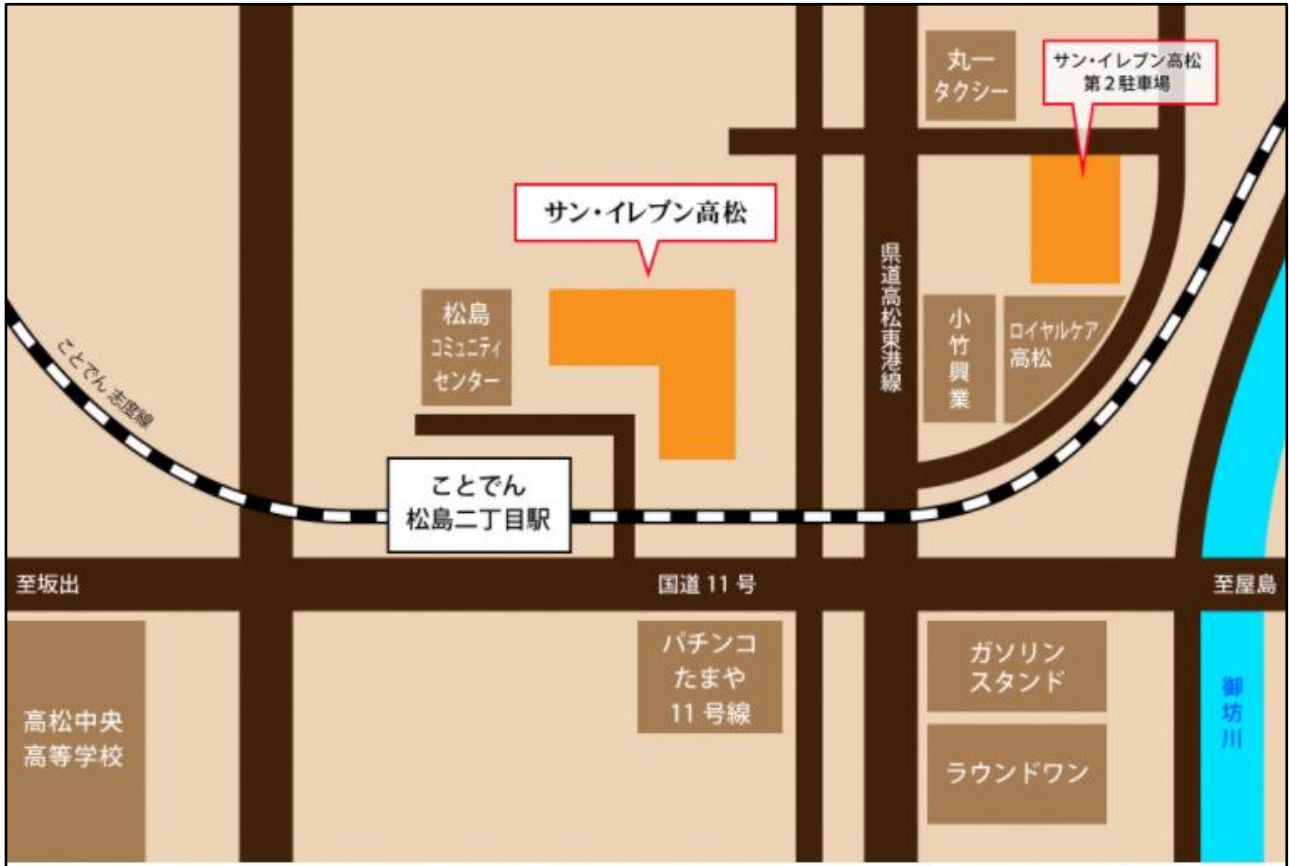 丸一
タクシー
サン・イレブン高松
第２駐車場
サン・イレブン高松
県道高松東港線
松島
コミュニティ
センター
小竹興業
ロイヤルケア
高松
ことでん 志度線
ことでん
松島二丁目駅
至坂出
国道 11 号
至屋島
パチンコ
たまや
11 号線
ガソリン
スタンド
御坊川
高松中央
高等学校
ラウンドワン